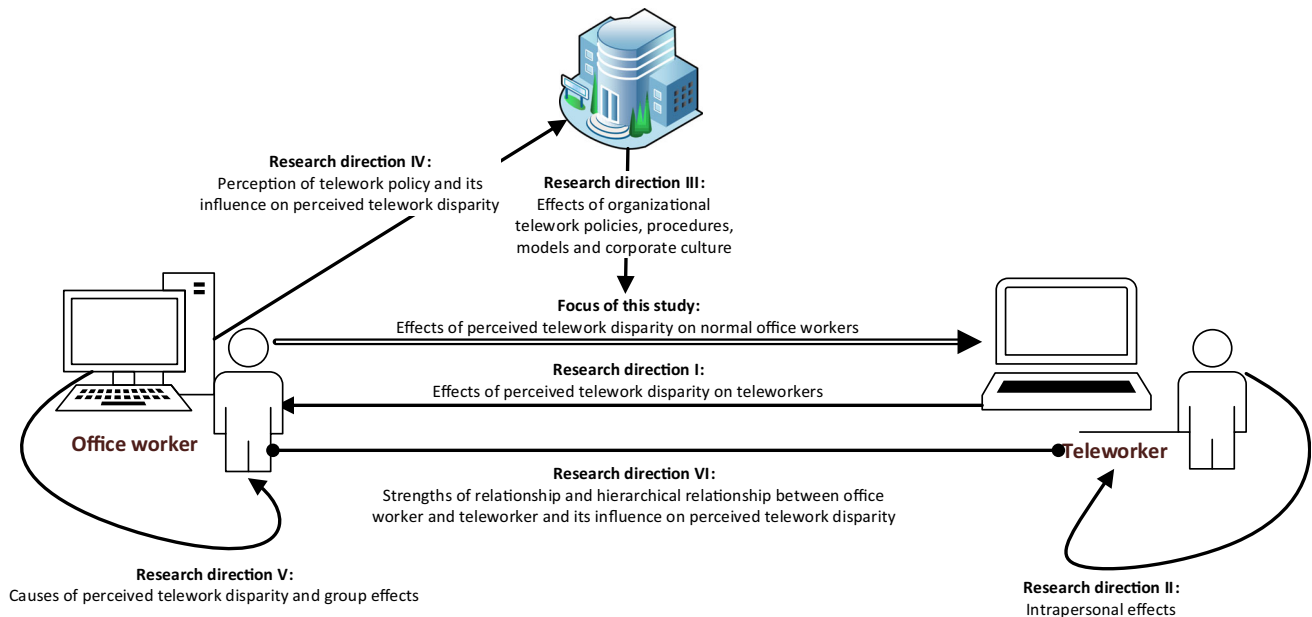 Research direction IV:
Perception of telework policy and its
influence on perceived telework disparity
Research direction III:
Effects of organizational
telework policies, procedures,
models and corporate culture
Focus of this study:
Effects of perceived telework disparity on normal office workers
Research direction I:
Effects of perceived telework disparity on teleworkers
Office worker
Teleworker
Research direction VI:
Strengths of relationship and hierarchical relationship between office
worker and teleworker and its influence on perceived telework disparity
Research direction V:
Causes of perceived telework disparity and group effects
Research direction II:
Intrapersonal effects